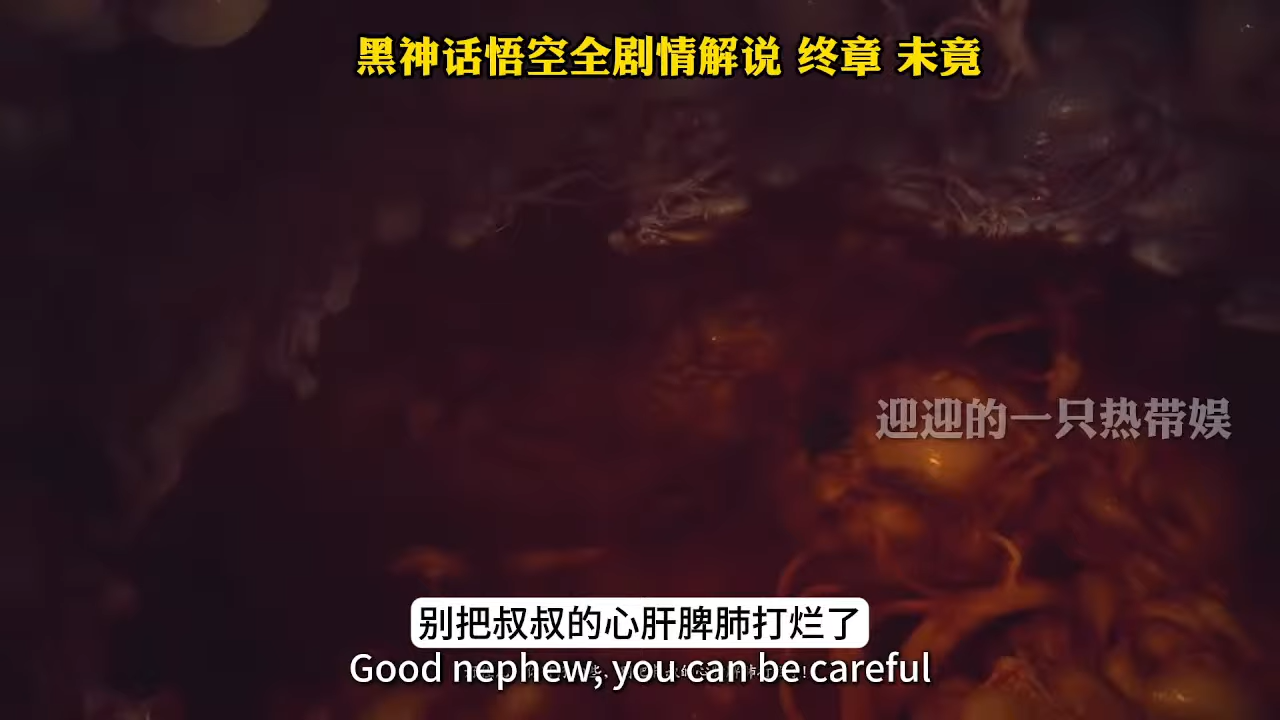 黑神话悟空全剧情解说 终章 未竟
迎迎的一只热带娱
别把叔叔的心肝脾肺打烂了
Good nephew, you can be careful